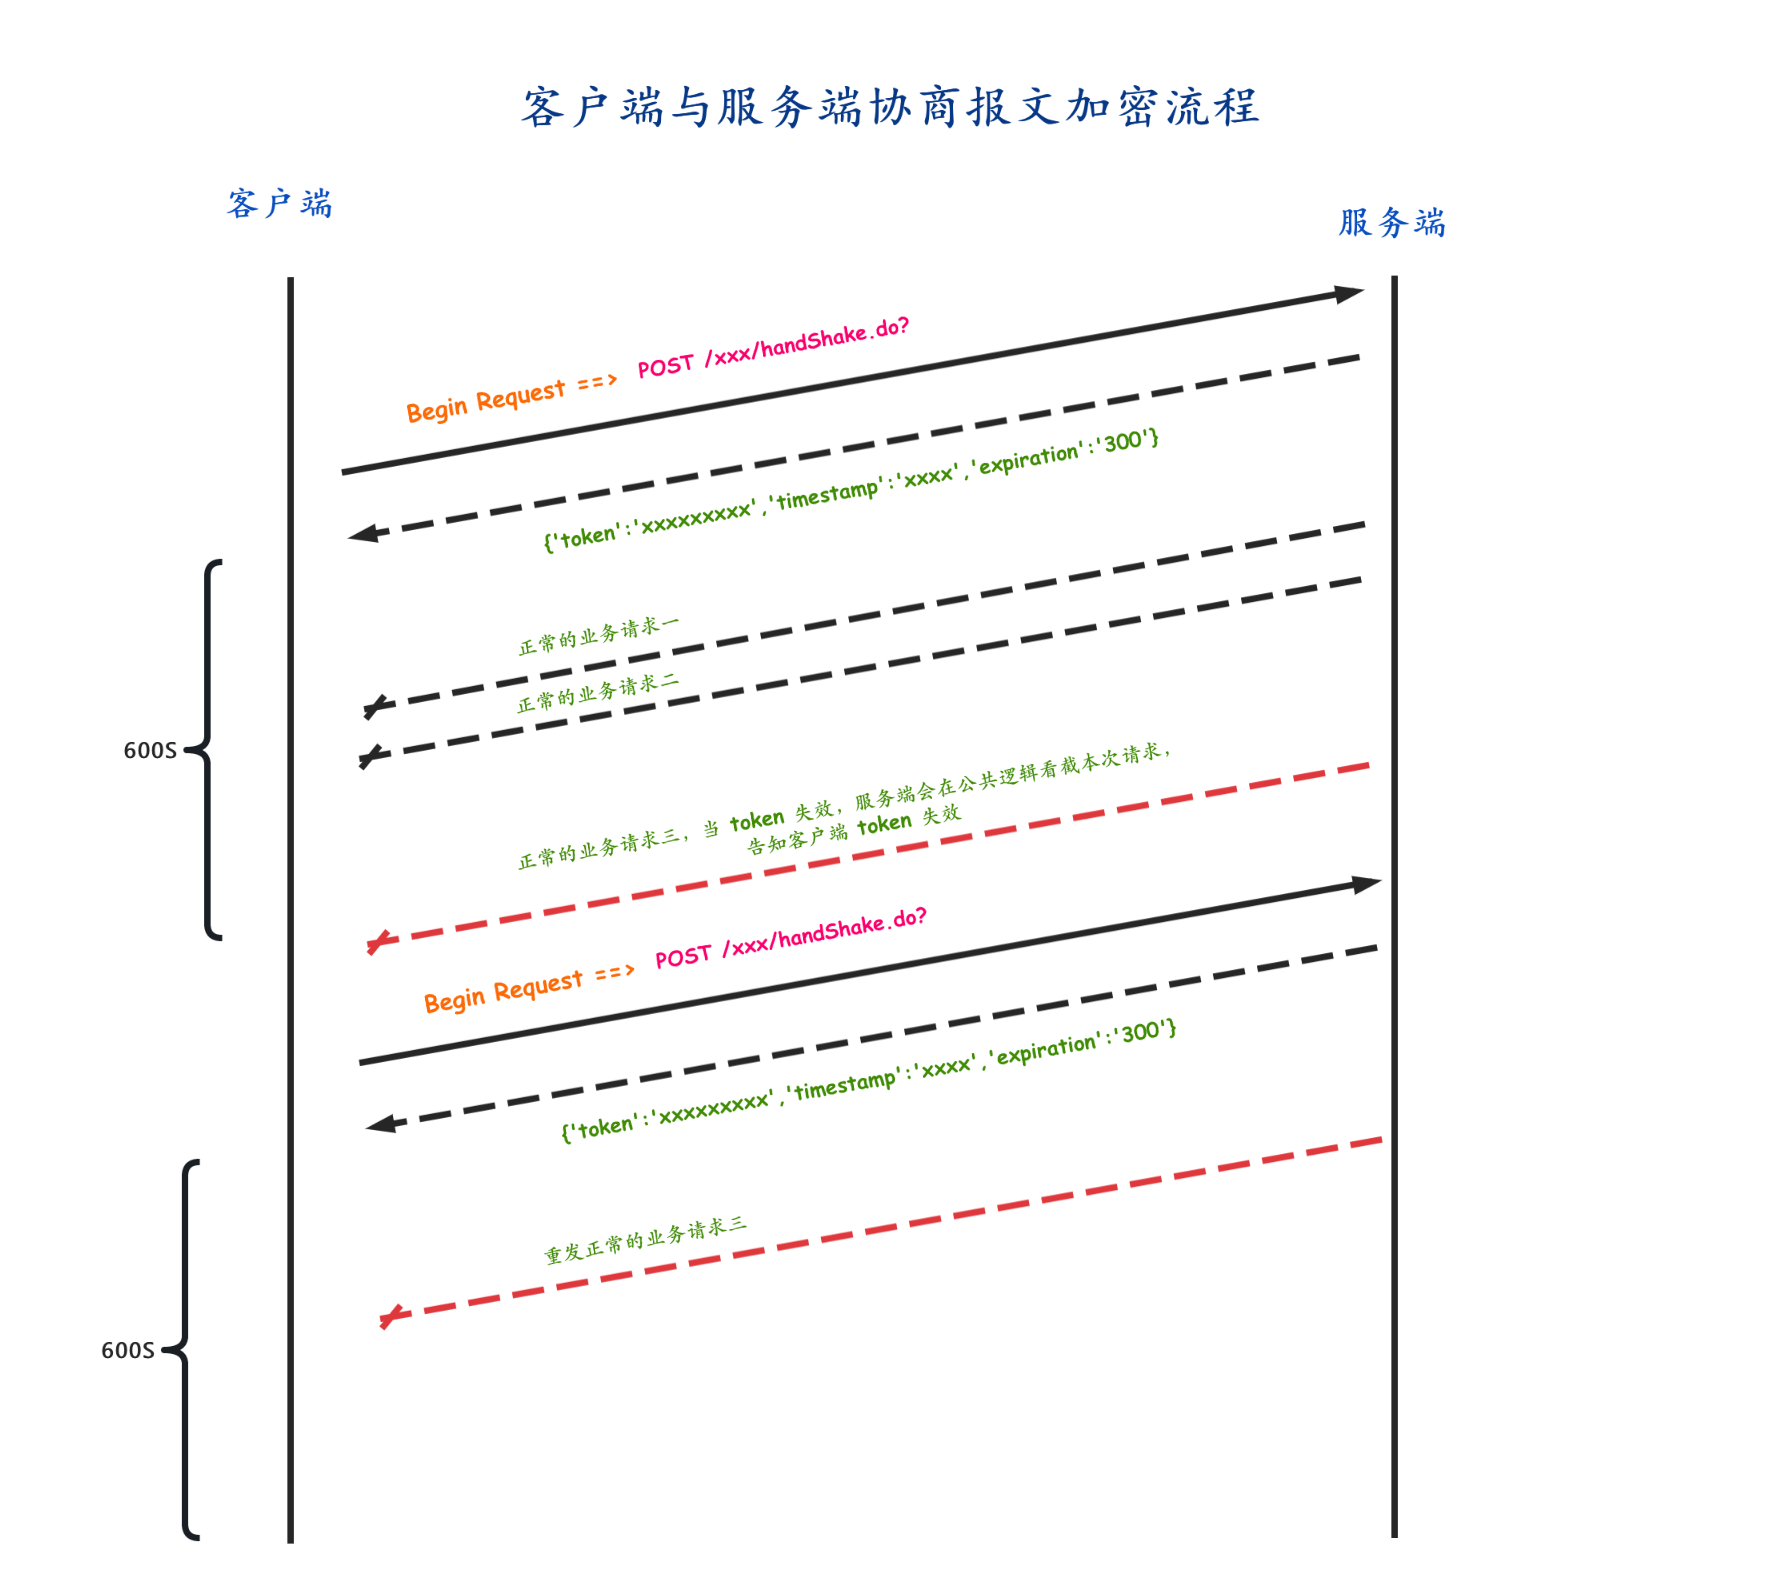 客户端与服务端协商报文加密流程
客户端
服务端
Begin Request ==> POST /xxx/handShake.do?
{'token':'xxxxxxxxx','timestamp':'xxxx','expiration':'300'}
正常的业务请求一
正常的业务请求二
600S
正常的业务请求三，当 token 失效，服务端会在公共逻辑看截本次请求，
告知客户端 token 失效
Begin Request ==> POST /xxx/handShake.do?
{'token':'xxxxxxxxx','timestamp':'xxxx','expiration':'300'}
重发正常的业务请求三
600S